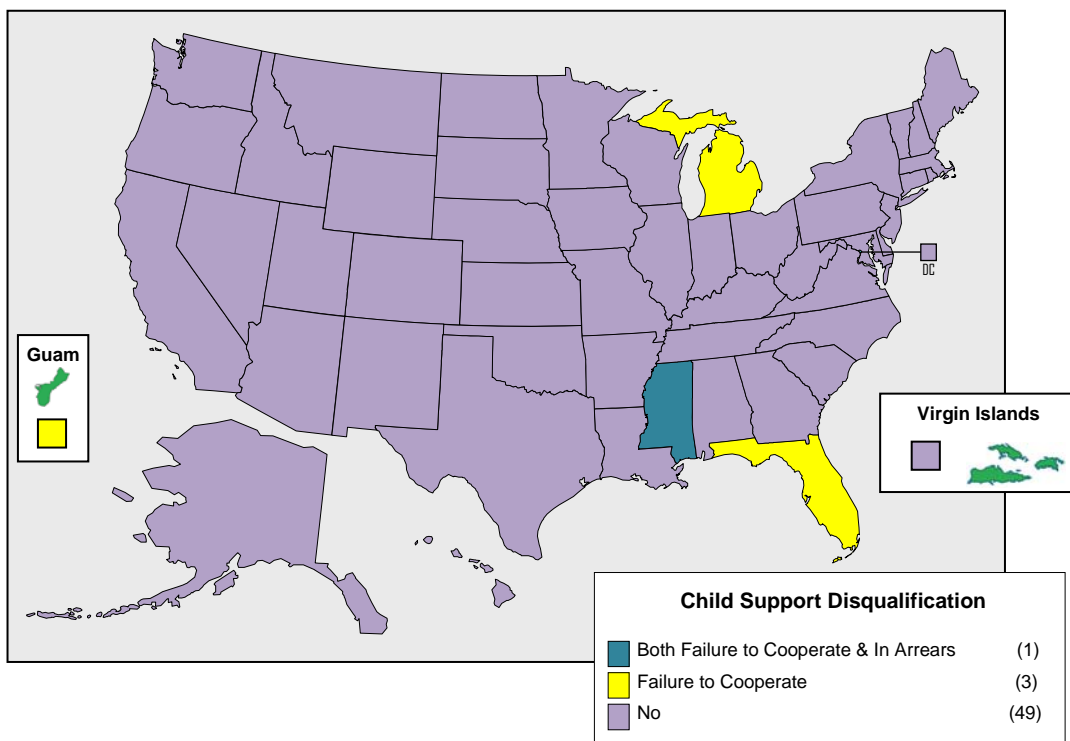 DC
Guam
Virgin Islands
Child Support Disqualification
Both Failure to Cooperate & In Arrears (1)
Failure to Cooperate (3)
No (49)